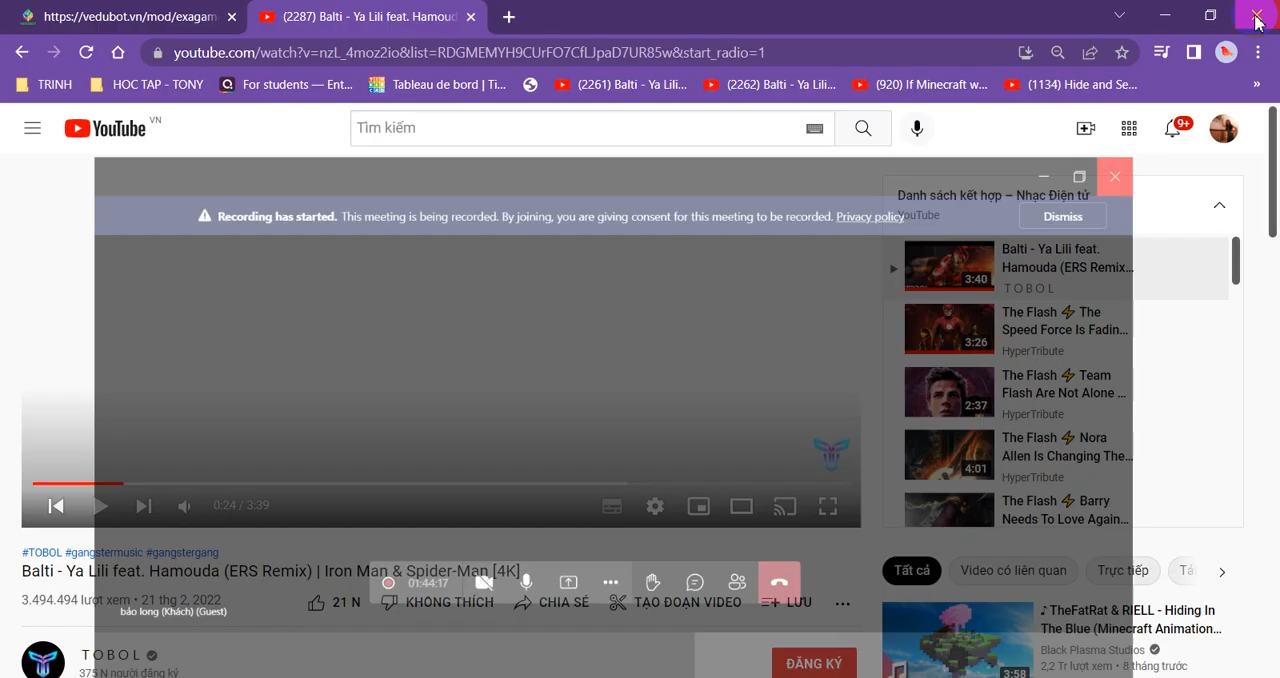 https://vedubot.vn/mod/exagam
(2287) Balti - Ya Lili feat. Hamoud
youtube.com/watch?v=nzL_4moz2io&list=RDGMEMYH9CUrFO7CfLJpaD7UR85w&start_radio=1
TRINH
HOC TAP - TONY
For students — Ent...
Tableau de bord | Ti...
(2261) Balti - Ya Lili...
(2262) Balti - Ya Lili...
(920) If Minecraft w...
(1134) Hide and Se...
»
YouTube VN
Tìm kiếm
9+
Danh sách kết hợp – Nhạc Điện tử
YouTube
Recording has started. This meeting is being recorded. By joining, you are giving consent for this meeting to be recorded. Privacy policy
Dismiss
Balti - Ya Lili feat.
Hamouda (ERS Remix...
T O B O L
3:40
The Flash ⚡ The
Speed Force Is Fadin...
HyperTribute
3:26
The Flash ⚡ Team
Flash Are Not Alone ...
HyperTribute
2:37
The Flash ⚡ Nora
Allen Is Changing The...
HyperTribute
4:01
The Flash ⚡ Barry
Needs To Love Again...
0:24 / 3:39
#TOBOL #gangstermusic #gangstergang
Balti - Ya Lili feat. Hamouda (ERS Remix) | Iron Man & Spider-Man [4K]
01:44:17
3.494.494 lượt xem • 21 thg 2, 2022
21 N
KHÔNG THÍCH
CHIA SẺ
TẠO ĐOẠN VIDEO
LƯU
bảo long (Khách) (Guest)
T O B O L
375 N người đăng ký
ĐĂNG KÝ
Tất cả
Video có liên quan
Trực tiếp
♪ TheFatRat & RIELL - Hiding In
The Blue (Minecraft Animation...
Black Plasma Studios
2,2 Tr lượt xem • 8 tháng trước
3:58